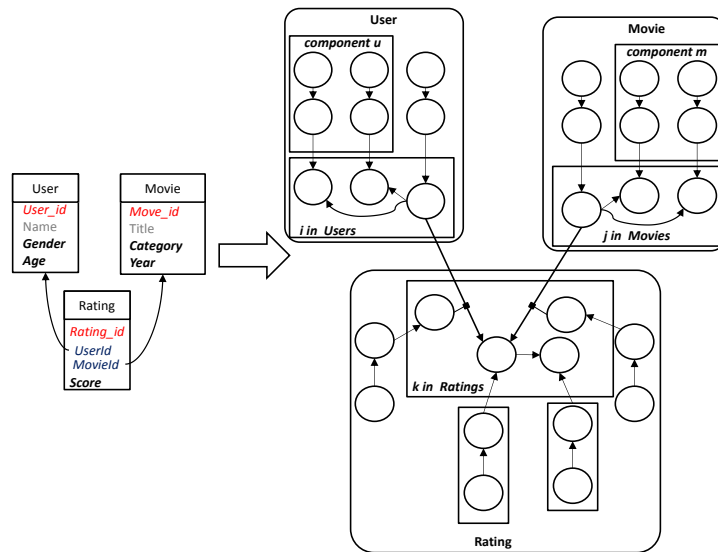 User
component u
i in Users
Movie
component m
j in Movies
User
User_id
Name
Gender
Age
Movie
Move_id
Title
Category
Year
Rating
Rating_id
UserId
MovieId
Score
k in Ratings
Rating